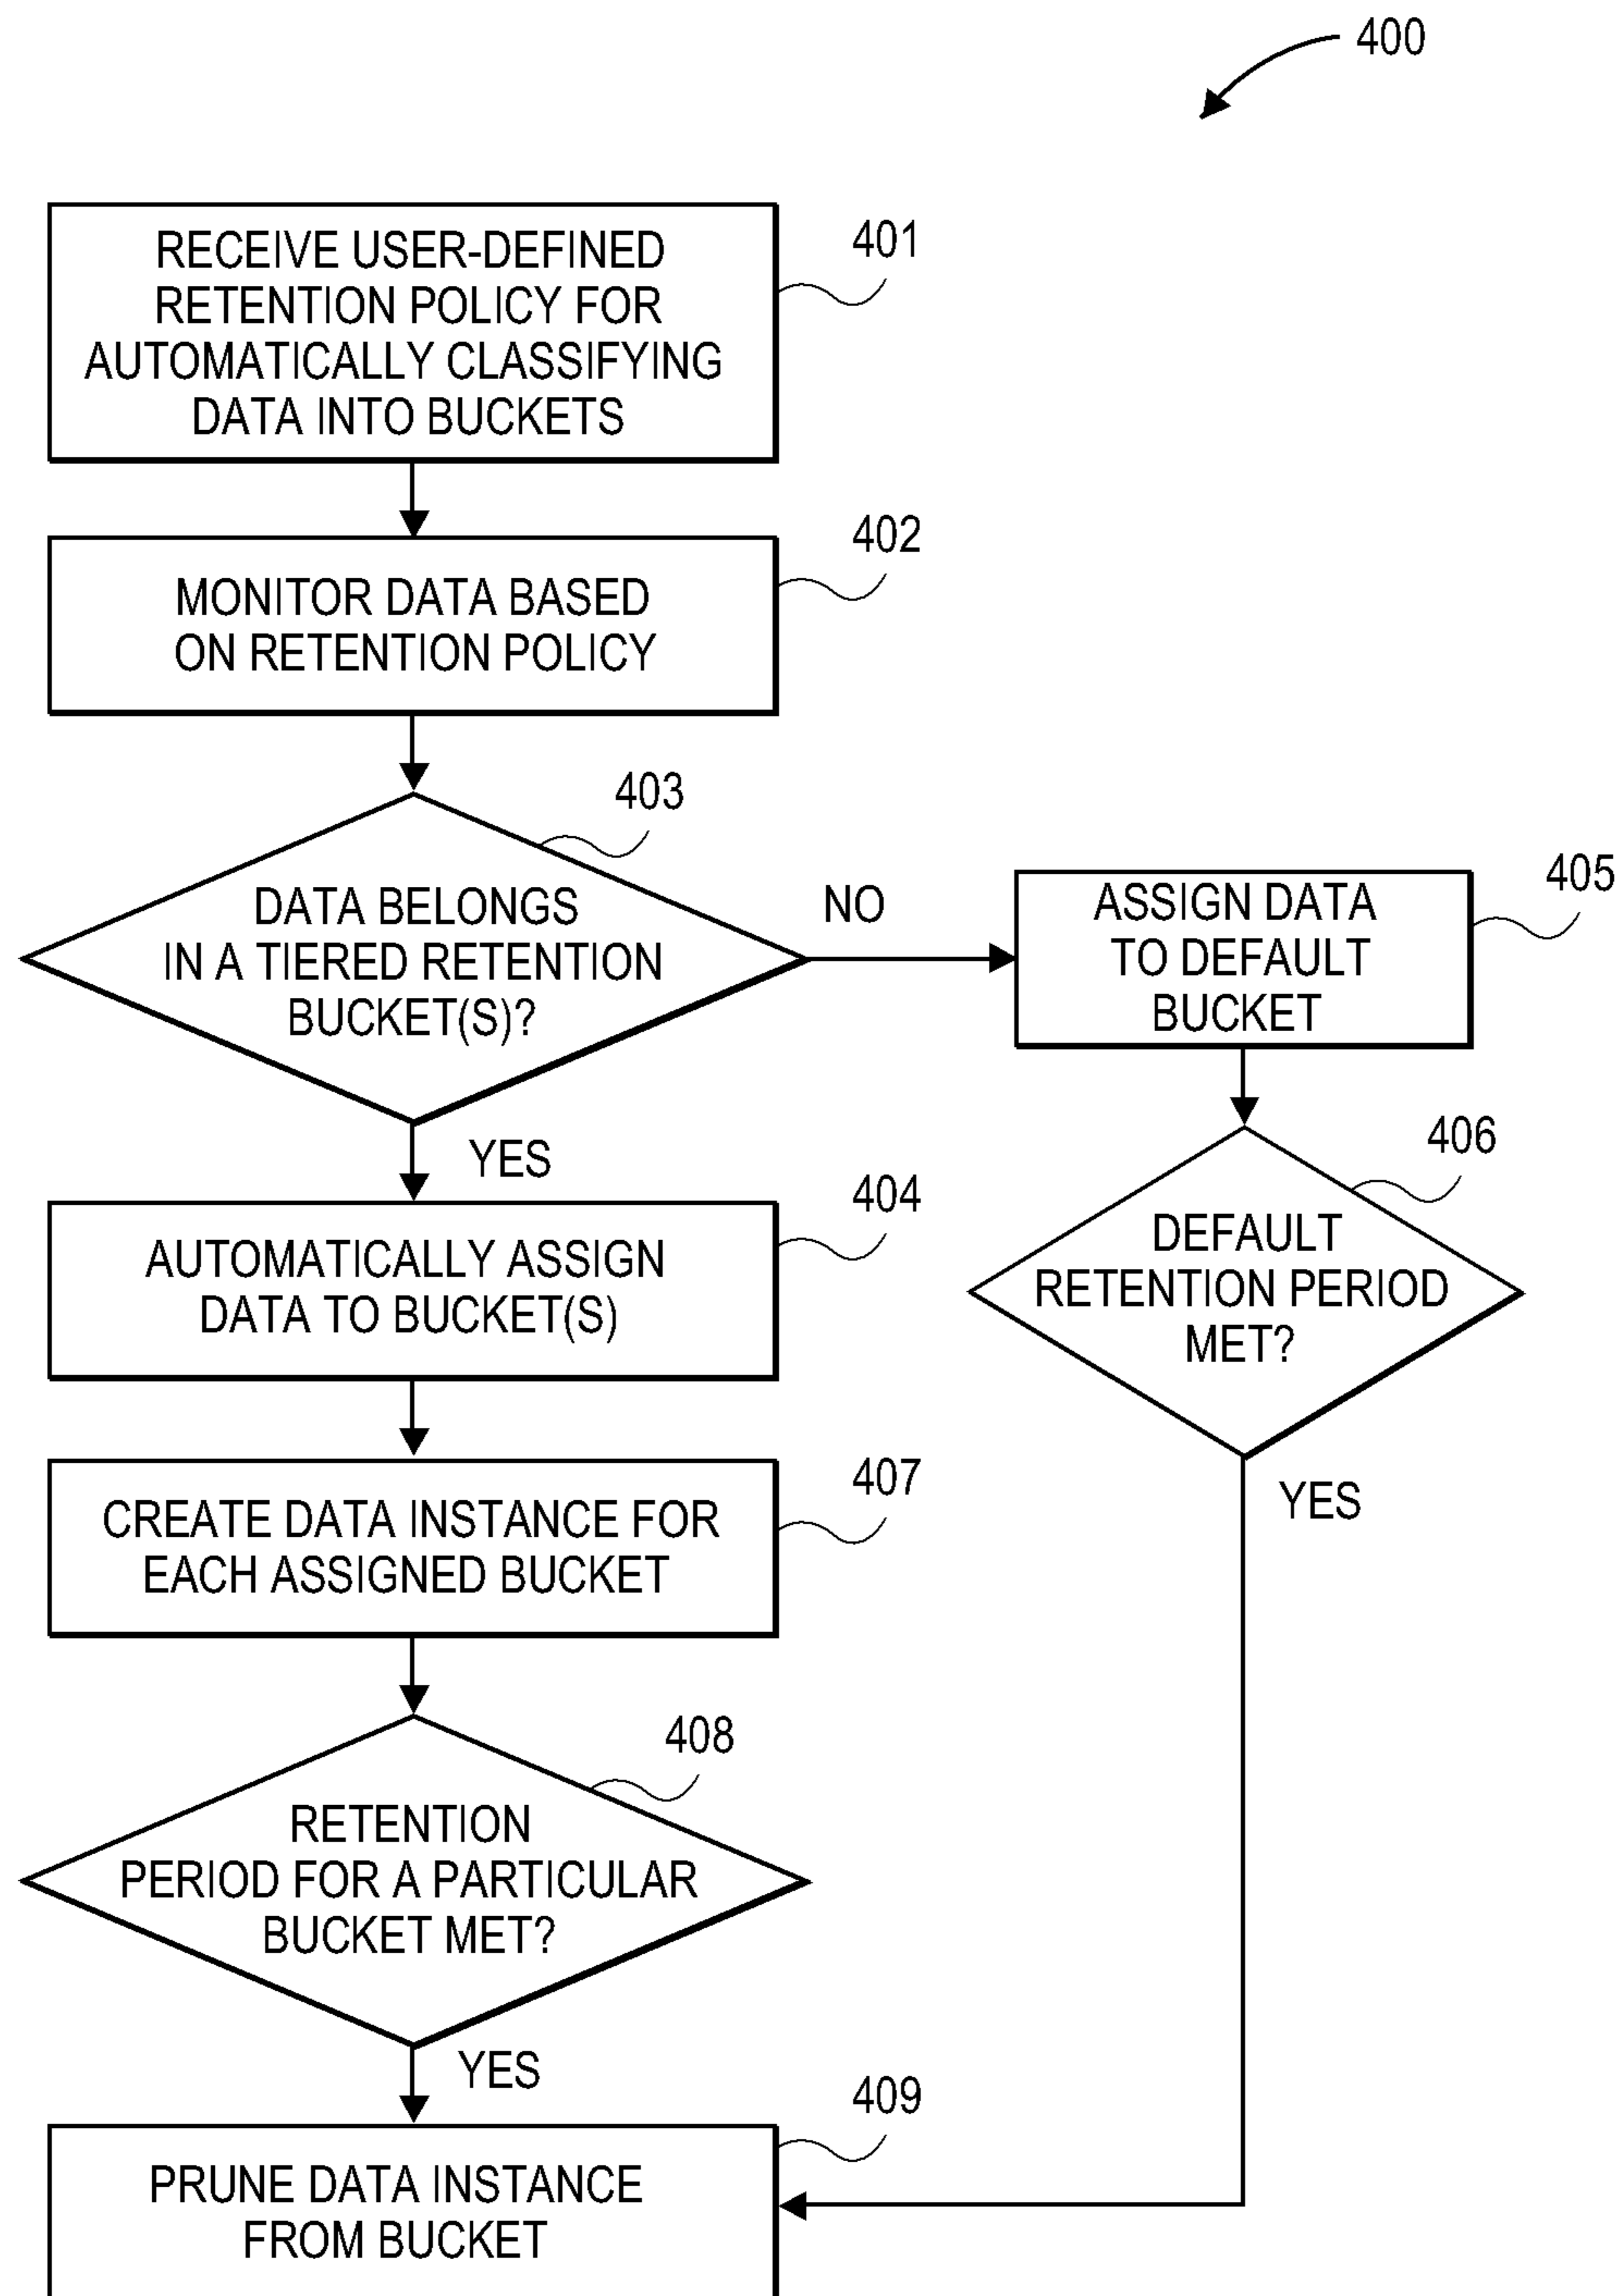 400
RECEIVE USER-DEFINED
RETENTION POLICY FOR
AUTOMATICALLY CLASSIFYING
DATA INTO BUCKETS
401
MONITOR DATA BASED
ON RETENTION POLICY
402
403
DATA BELONGS
IN A TIERED RETENTION
BUCKET(S)?
NO
ASSIGN DATA
TO DEFAULT
BUCKET
405
YES
406
DEFAULT
RETENTION PERIOD
MET?
YES
AUTOMATICALLY ASSIGN
DATA TO BUCKET(S)
404
CREATE DATA INSTANCE FOR
EACH ASSIGNED BUCKET
407
408
RETENTION
PERIOD FOR A PARTICULAR
BUCKET MET?
YES
PRUNE DATA INSTANCE
FROM BUCKET
409